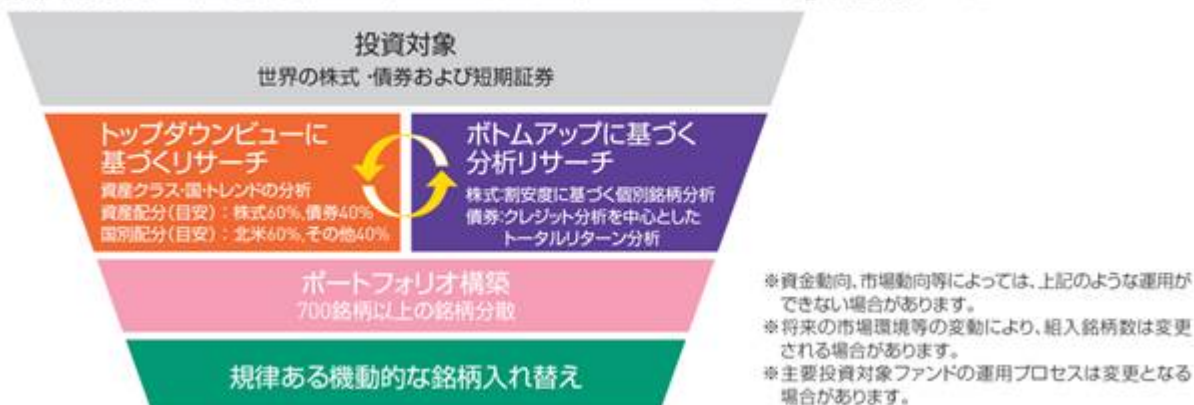 投資対象
世界の株式・債券および短期証券
トップダウンビューに
基づくリサーチ
資産クラス・国・トレンドの分析
資産配分(目安):株式60%、債券40%
国別配分(目安):北米60%、その他40%
ボトムアップに基づく
分析リサーチ
株式:割安度に基づく個別銘柄分析
債券:クレジット分析を中心とした
トータルリターン分析
ポートフォリオ構築
700銘柄以上の銘柄分散
規律ある機動的な銘柄入れ替え
※資金動向、市場動向等によっては、上記のような運用が
できない場合があります。
※将来の市場環境等の変動により、組入銘柄数は変更
される場合があります。
※主要投資対象ファンドの運用プロセスは変更となる
場合があります。